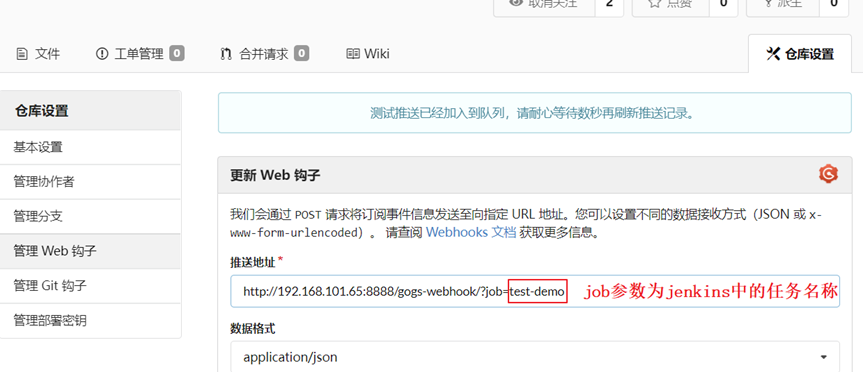 取消关注 2 点赞 0 派生 0
文件 工单管理 0 合并请求 0 Wiki 仓库设置
仓库设置
基本设置
管理协作者
管理分支
管理 Web 钩子
管理 Git 钩子
管理部署密钥
测试推送已经加入到队列，请耐心等待数秒再刷新推送记录。
更新 Web 钩子
我们会通过 POST 请求将订阅事件信息发送至向指定 URL 地址。您可以设置不同的数据接收方式（JSON 或 x-
www-form-urlencoded）。 请查阅 Webhooks 文档 获取更多信息。
推送地址 *
http://192.168.101.65:8888/gogs-webhook/?job=test-demo job参数为jenkins中的任务名称
数据格式
application/json